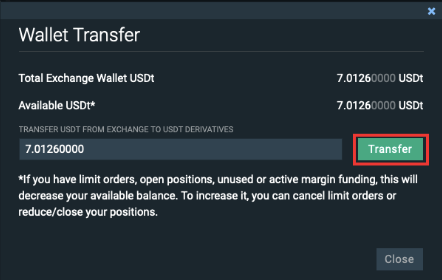 Wallet Transfer
Total Exchange Wallet USDt 7.01260000 USDt
Available USDt* 7.01260000 USDt
TRANSFER USDT FROM EXCHANGE TO USDT DERIVATIVES
7.01260000 Transfer
*If you have limit orders, open positions, unused or active margin funding, this will
decrease your available balance. To increase it, you can cancel limit orders or
reduce/close your positions.
Close